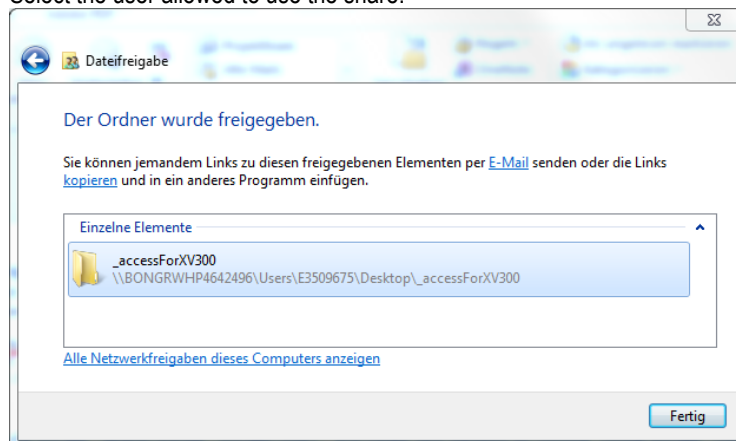 Select the user allowed to use the share.
Dateifreigabe
Der Ordner wurde freigegeben.
Sie können jemandem Links zu diesen freigegebenen Elementen per E-Mail senden oder die Links
kopieren und in ein anderes Programm einfügen.
Einzelne Elemente
_accessForXV300
\\BONGRWHP4642496\Users\E3509675\Desktop\_accessForXV300
Alle Netzwerkfreigaben dieses Computers anzeigen
Fertig